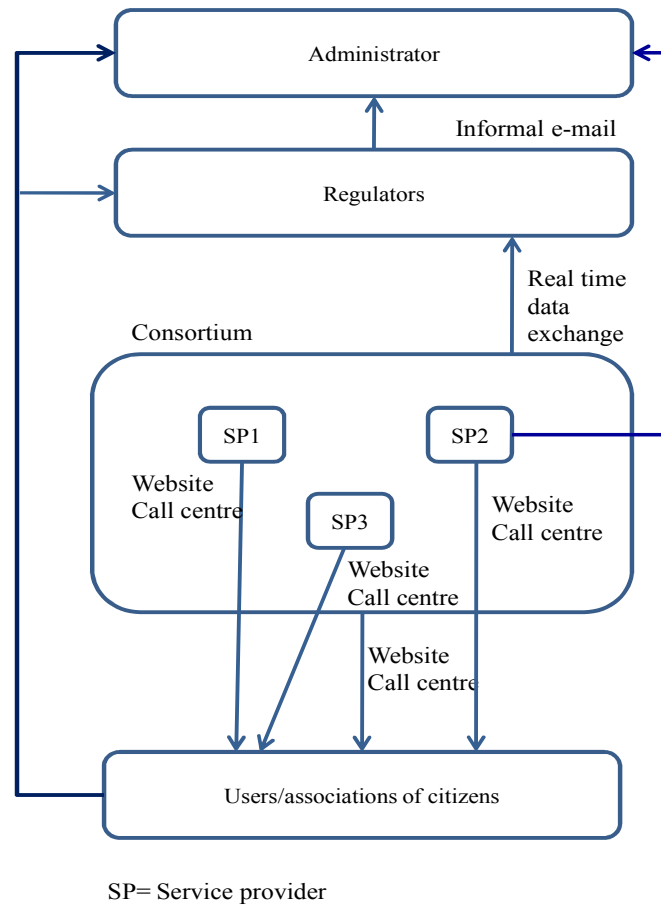 Administrator
Informal e-mail
Regulators
Real time
data
exchange
Consortium
SP1
SP2
Website
Call centre
Website
Call centre
SP3
Website
Call centre
Website
Call centre
Users/associations of citizens
SP= Service provider